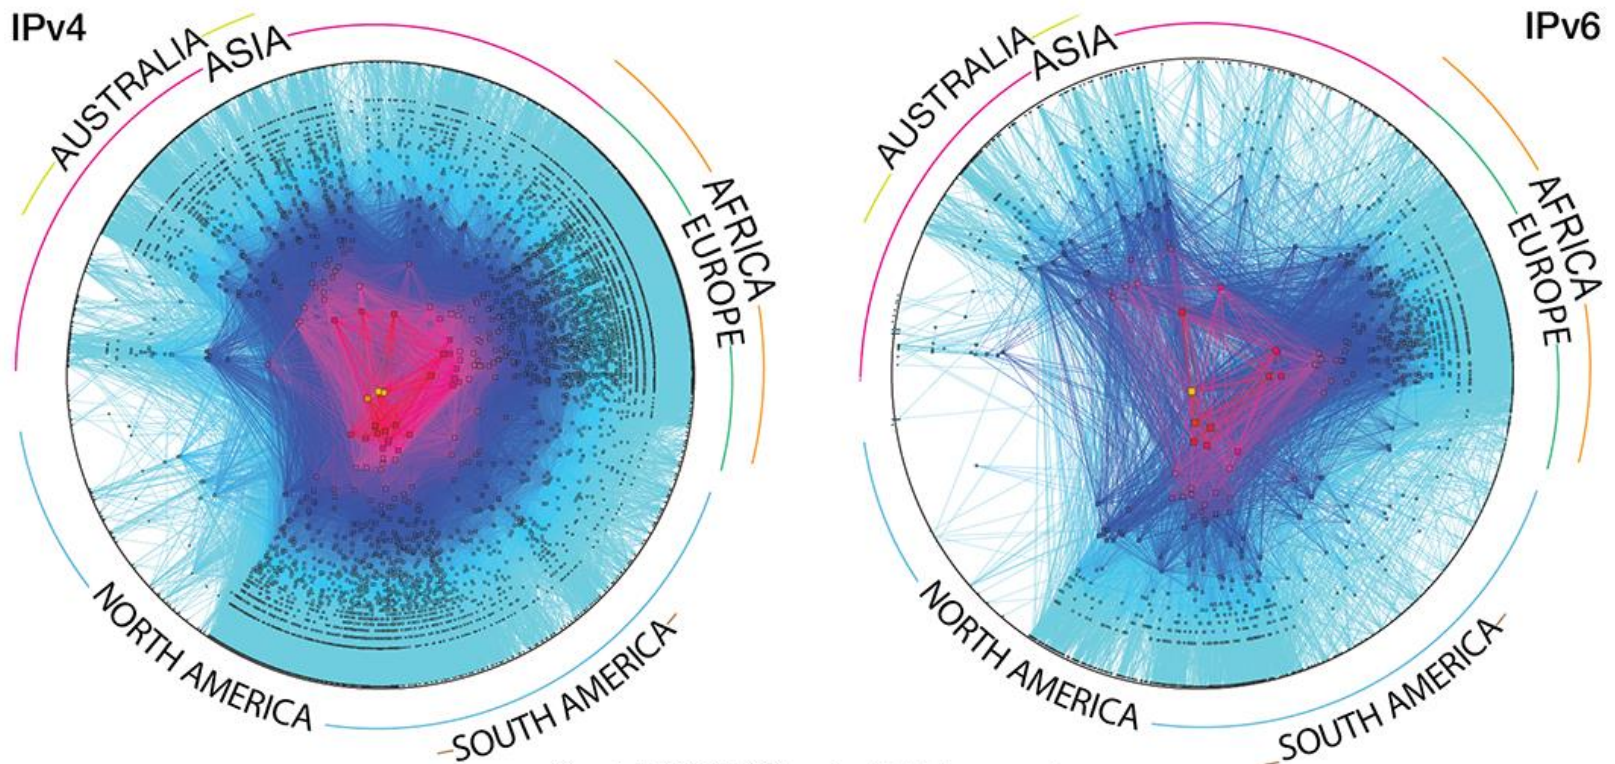 IPv4
IPv6
AUSTRALIA
ASIA
AFRICA
EUROPE
NORTH AMERICA
SOUTH AMERICA
AUSTRALIA
ASIA
AFRICA
EUROPE
NORTH AMERICA
SOUTH AMERICA